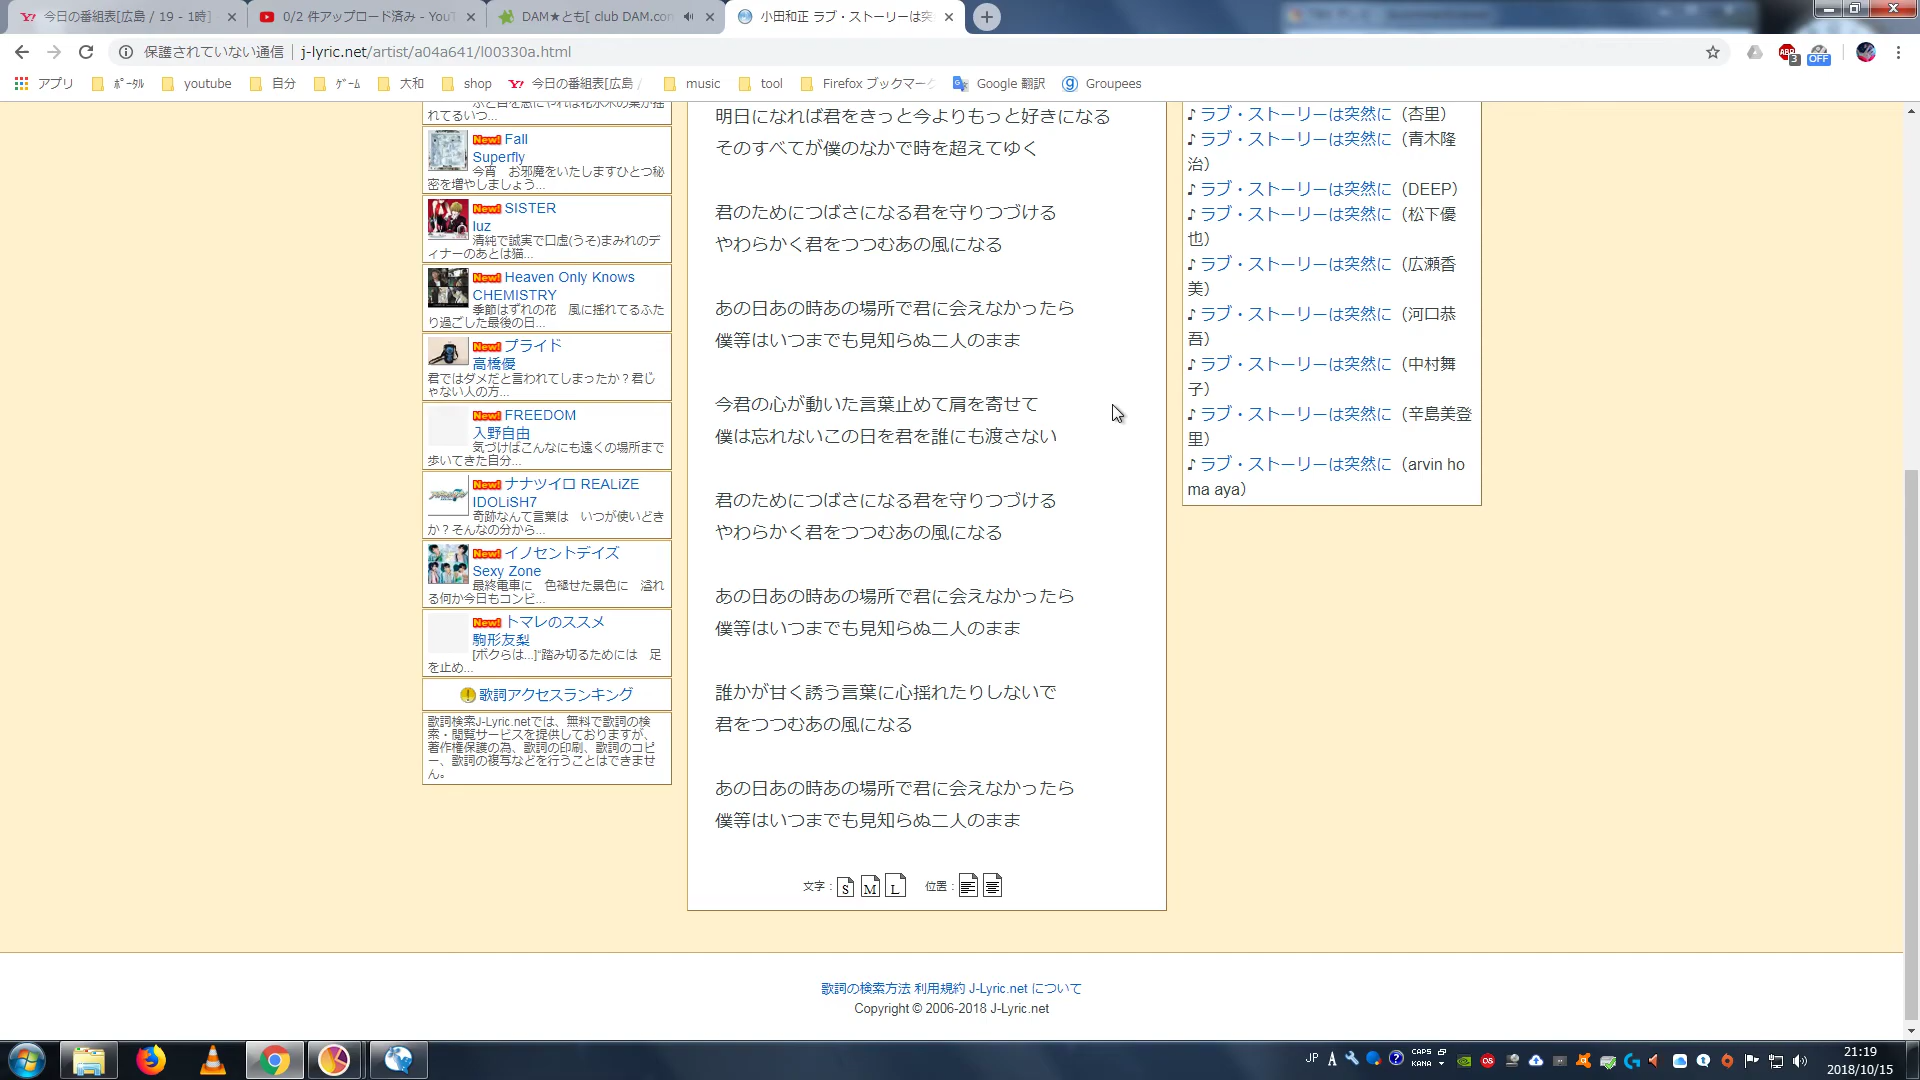 今日の番組表[広島 / 19 - 1時]
0/2 件アップロード済み - YouT
DAM★とも[ club DAM.con
小田和正 ラブ・ストーリーは突
保護されていない通信 | j-lyric.net/artist/a04a641/l00330a.html
アプリ ﾎﾟｰﾀﾙ youtube 自分 ｹﾞｰﾑ 大和 shop 今日の番組表[広島 / music tool Firefox ブックマーク Google 翻訳 Groupees
れてるいつ...
New! Fall
Superfly
今宵　お邪魔をいたしますひとつ秘
密を増やしましょう...
New! SISTER
luz
清純で誠実で口虚(うそ)まみれのデ
ィナーのあとは猫...
New! Heaven Only Knows
CHEMISTRY
季節はずれの花　風に揺れてるふた
り過ごした最後の日...
New! プライド
高橋優
君ではダメだと言われてしまったか？君じ
ゃない人の方...
New! FREEDOM
入野自由
気づけばこんなにも遠くの場所まで
歩いてきた自分...
New! ナナツイロ REALiZE
IDOLiSH7
奇跡なんて言葉は　いつが使いどき
か？そんなの分から...
New! イノセントデイズ
Sexy Zone
最終電車に　色褪せた景色に　溢れ
る何か今日もコンビ...
New! トマレのススメ
駒形友梨
[ボクらは...]“踏み切るためには　足
を止め...
歌詞アクセスランキング
歌詞検索J-Lyric.netでは、無料で歌詞の検
索・閲覧サービスを提供しておりますが、
著作権保護の為、歌詞の印刷、歌詞のコピ
ー、歌詞の複写などを行うことはできませ
ん。
明日になれば君をきっと今よりもっと好きになる
そのすべてが僕のなかで時を超えてゆく
君のためにつばさになる君を守りつづける
やわらかく君をつつむあの風になる
あの日あの時あの場所で君に会えなかったら
僕等はいつまでも見知らぬ二人のまま
今君の心が動いた言葉止めて肩を寄せて
僕は忘れないこの日を君を誰にも渡さない
君のためにつばさになる君を守りつづける
やわらかく君をつつむあの風になる
あの日あの時あの場所で君に会えなかったら
僕等はいつまでも見知らぬ二人のまま
誰かが甘く誘う言葉に心揺れたりしないで
君をつつむあの風になる
あの日あの時あの場所で君に会えなかったら
僕等はいつまでも見知らぬ二人のまま
文字： S M L 位置：
♪ ラブ・ストーリーは突然に（杏里）
♪ ラブ・ストーリーは突然に（青木隆
治）
♪ ラブ・ストーリーは突然に（DEEP）
♪ ラブ・ストーリーは突然に（松下優
也）
♪ ラブ・ストーリーは突然に（広瀬香
美）
♪ ラブ・ストーリーは突然に（河口恭
吾）
♪ ラブ・ストーリーは突然に（中村舞
子）
♪ ラブ・ストーリーは突然に（辛島美登
里）
♪ ラブ・ストーリーは突然に（arvin ho
ma aya）
歌詞の検索方法 利用規約 J-Lyric.net について
Copyright © 2006-2018 J-Lyric.net
ABP 3 OFF
JP A CAPS KANA
21:19
2018/10/15